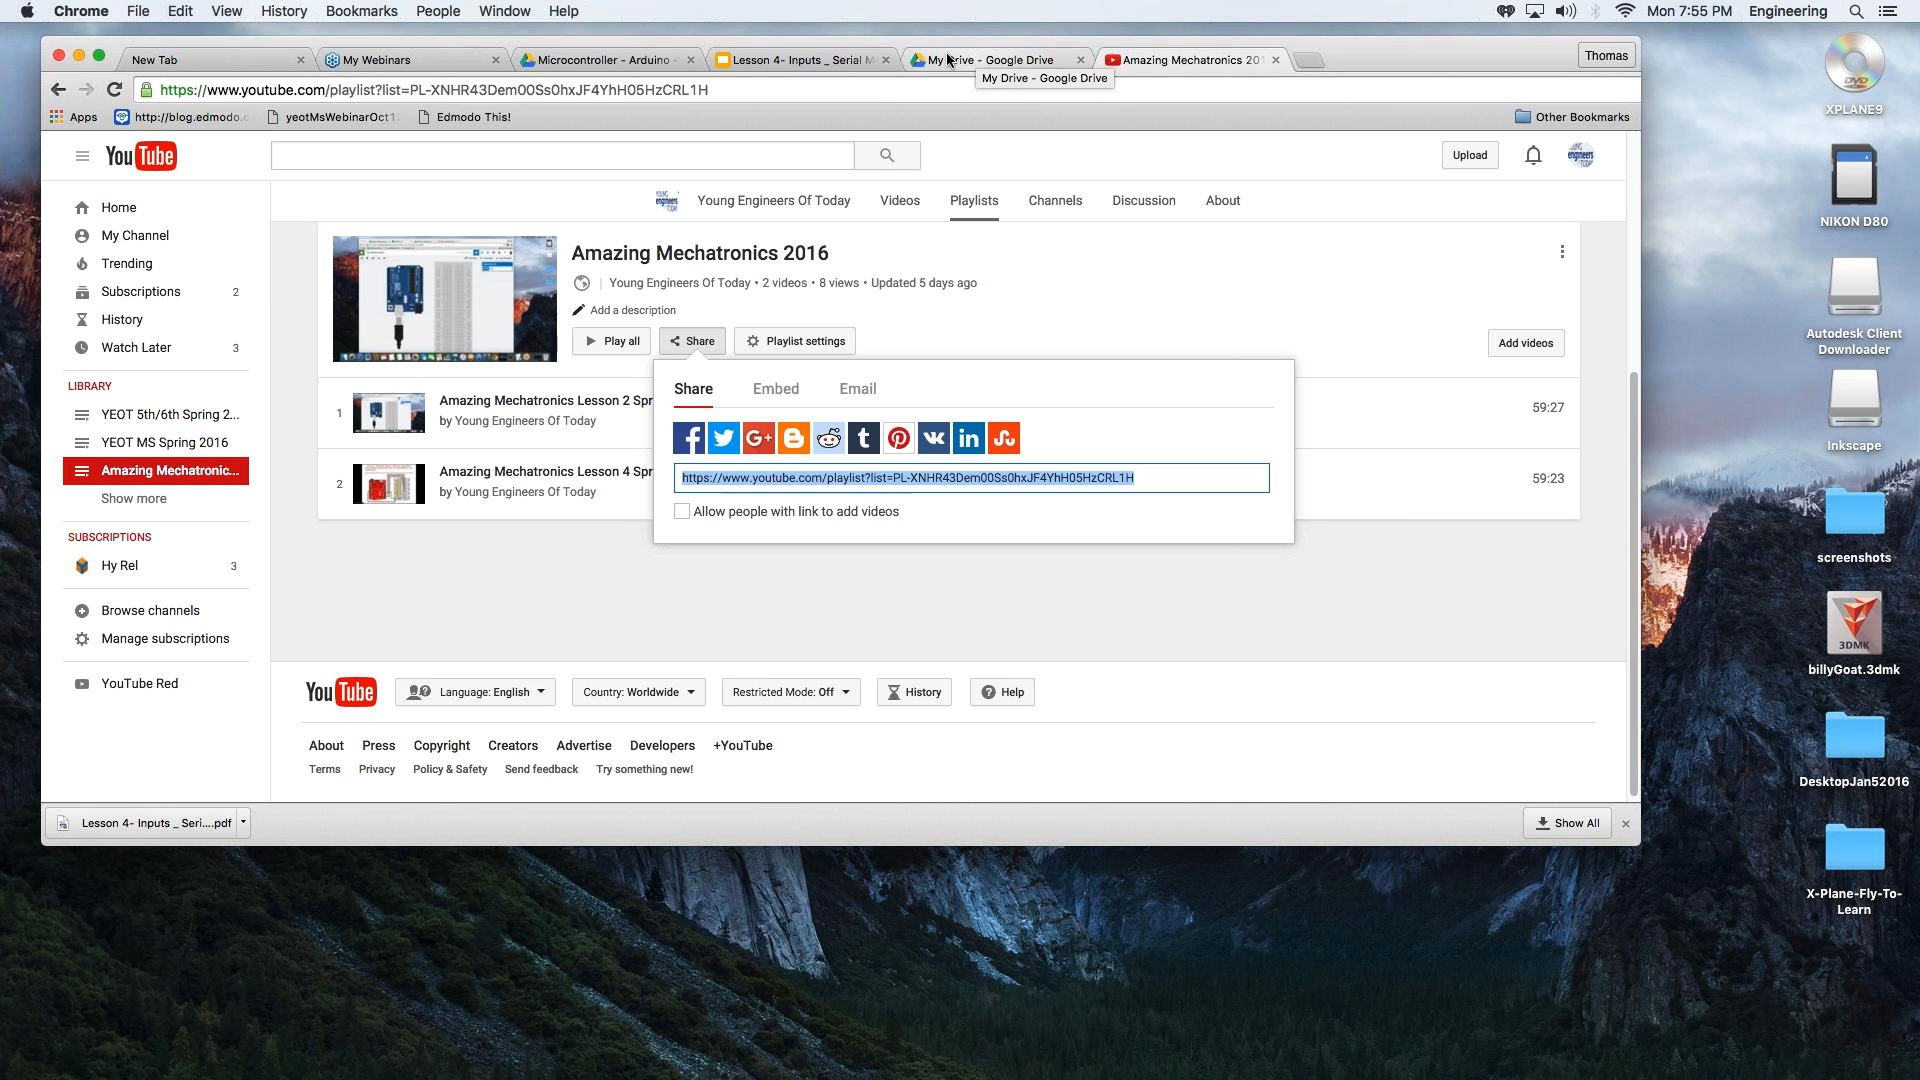 Chrome File Edit View History Bookmarks People Window Help
Mon 7:55 PM Engineering
New Tab
My Webinars
Microcontroller - Arduino -
Lesson 4- Inputs _ Serial M
My Drive - Google Drive
Amazing Mechatronics 201
Thomas
My Drive - Google Drive
https://www.youtube.com/playlist?list=PL-XNHR43Dem00Ss0hxJF4YhH05HzCRL1H
Apps
http://blog.edmodo.c
yeotMsWebinarOct1
Edmodo This!
Other Bookmarks
YouTube
Upload
Young Engineers Of Today Videos Playlists Channels Discussion About
Home
My Channel
Trending
Subscriptions 2
History
Watch Later 3
LIBRARY
YEOT 5th/6th Spring 2...
YEOT MS Spring 2016
Amazing Mechatronic...
Show more
SUBSCRIPTIONS
Hy Rel 3
Browse channels
Manage subscriptions
YouTube Red
Amazing Mechatronics 2016
Young Engineers Of Today • 2 videos • 8 views • Updated 5 days ago
Add a description
Play all Share Playlist settings
Add videos
1
Amazing Mechatronics Lesson 2 Spr
by Young Engineers Of Today
59:27
2
Amazing Mechatronics Lesson 4 Spr
by Young Engineers Of Today
59:23
Share Embed Email
https://www.youtube.com/playlist?list=PL-XNHR43Dem00Ss0hxJF4YhH05HzCRL1H
Allow people with link to add videos
YouTube
Language: English
Country: Worldwide
Restricted Mode: Off
History
Help
About Press Copyright Creators Advertise Developers +YouTube
Terms Privacy Policy & Safety Send feedback Try something new!
Lesson 4- Inputs _ Seri....pdf
Show All
DVD
XPLANE9
NIKON D80
Autodesk Client
Downloader
Inkscape
screenshots
3DMK
billyGoat.3dmk
DesktopJan52016
X-Plane-Fly-To-
Learn